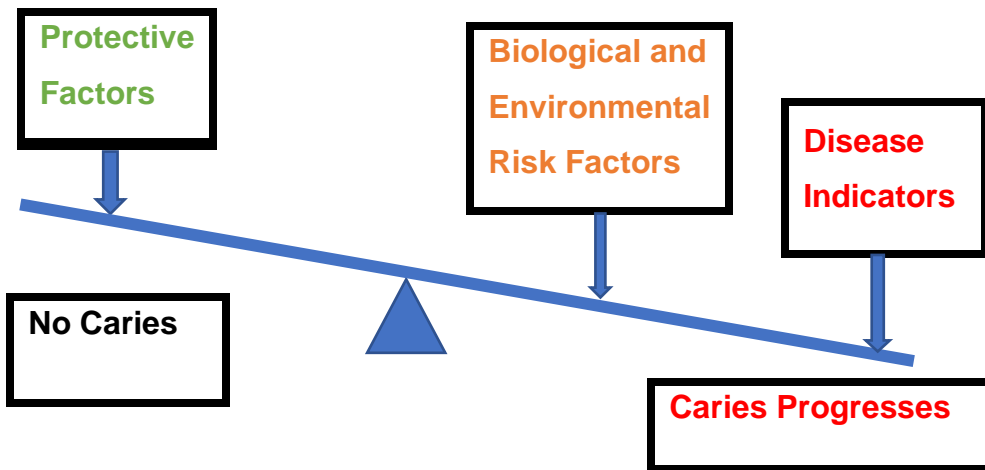 Protective
Factors
Biological and
Environmental
Risk Factors
Disease
Indicators
No Caries
Caries Progresses